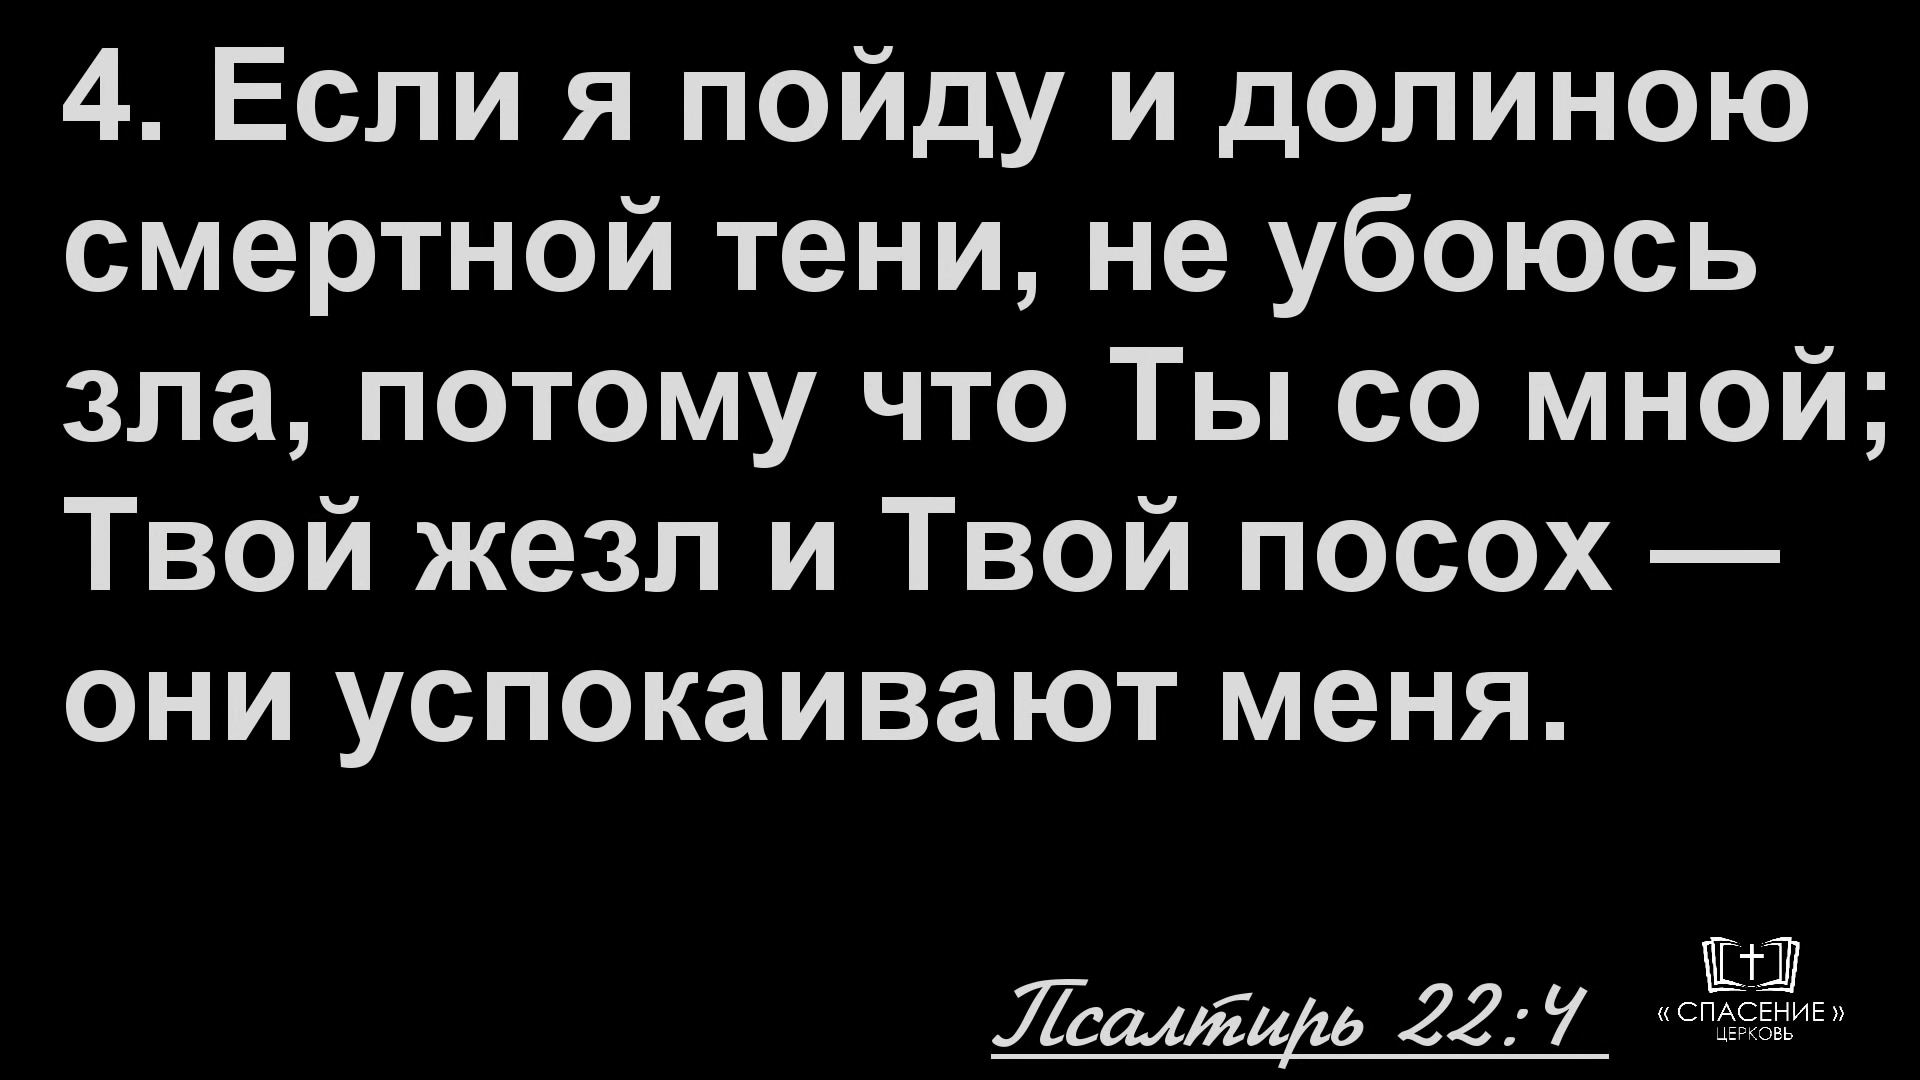 4. Если я пойду и долиною
смертной тени, не убоюсь
зла, потому что Ты со мной;
Твой жезл и Твой посох —
они успокаивают меня.
Псалтирь 22:4
« СПАСЕНИЕ »
ЦЕРКОВЬ